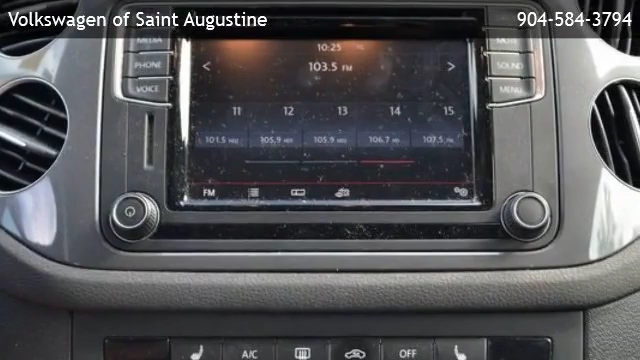 Volkswagen of Saint Augustine
904-584-3794
MEDIA
PHONE
VOICE
10:25
< 103.5 FM >
SOUND
MENU
11 12 13 14 15
101.5 105.9 105.9 106.7 107.5
FM
A/C
OFF